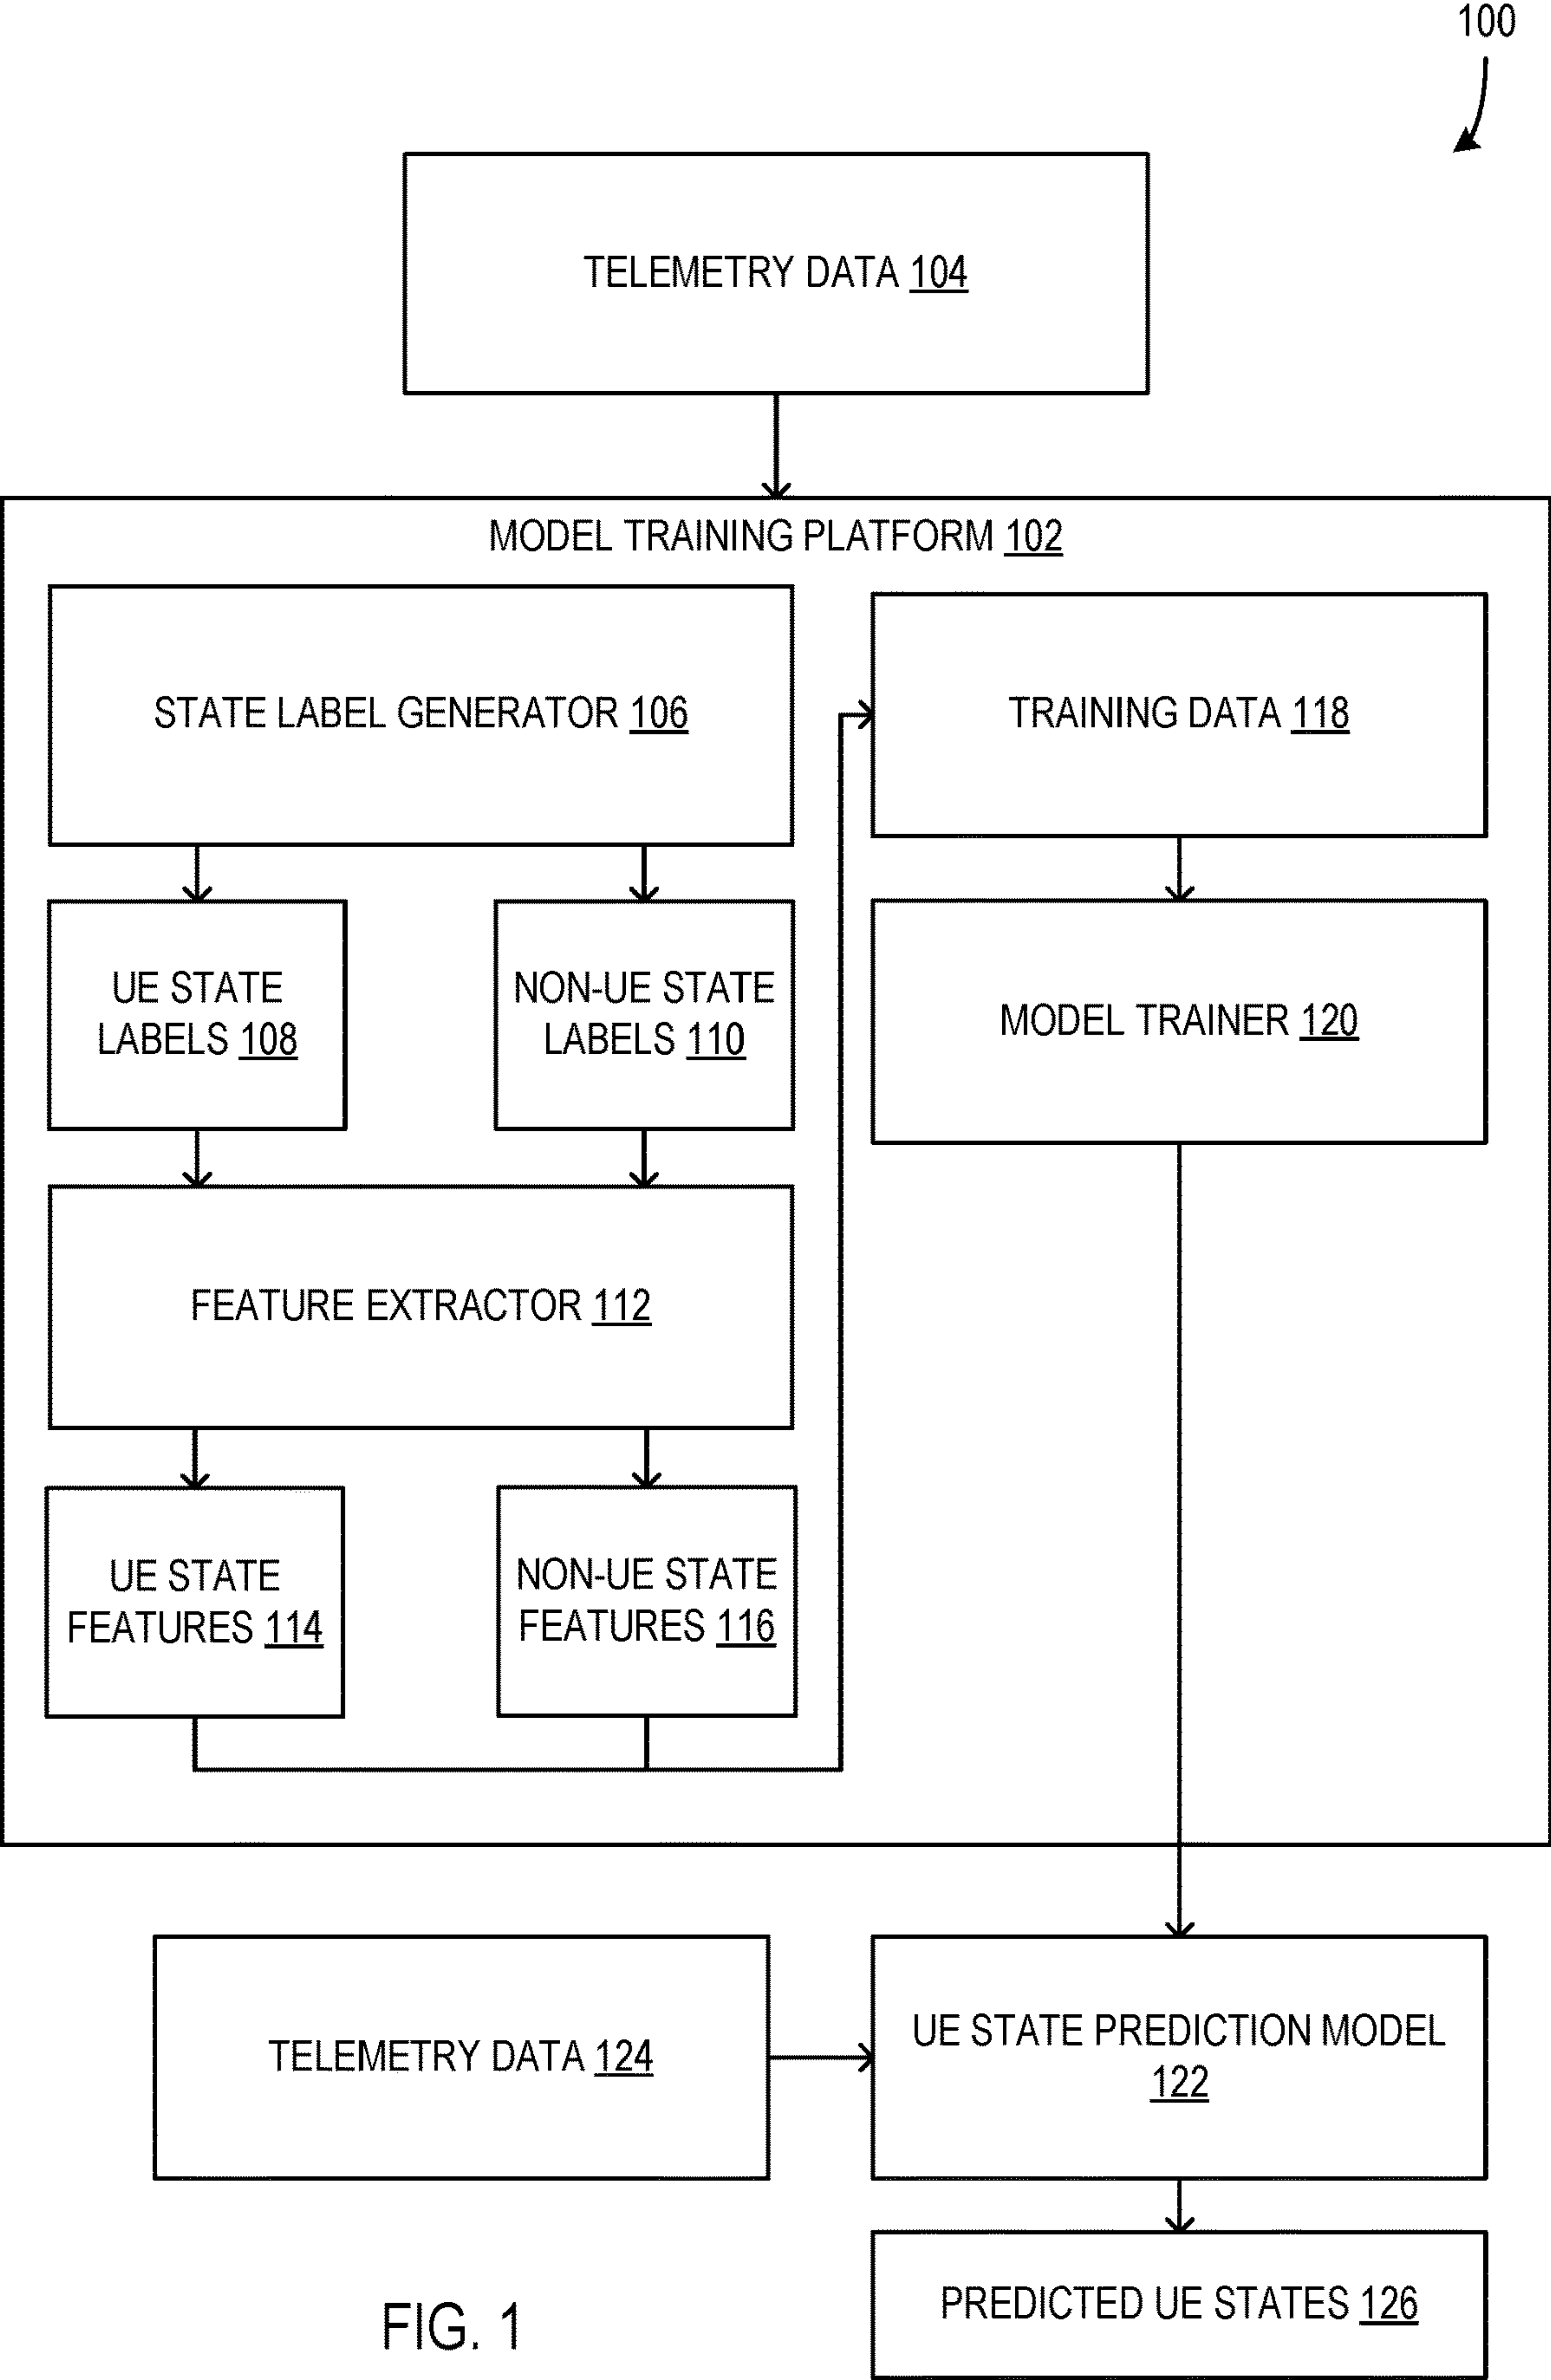 100
TELEMETRY DATA 104
MODEL TRAINING PLATFORM 102
STATE LABEL GENERATOR 106
UE STATE
LABELS 108
NON-UE STATE
LABELS 110
FEATURE EXTRACTOR 112
UE STATE
FEATURES 114
NON-UE STATE
FEATURES 116
TRAINING DATA 118
MODEL TRAINER 120
TELEMETRY DATA 124
UE STATE PREDICTION MODEL
122
PREDICTED UE STATES 126
FIG. 1